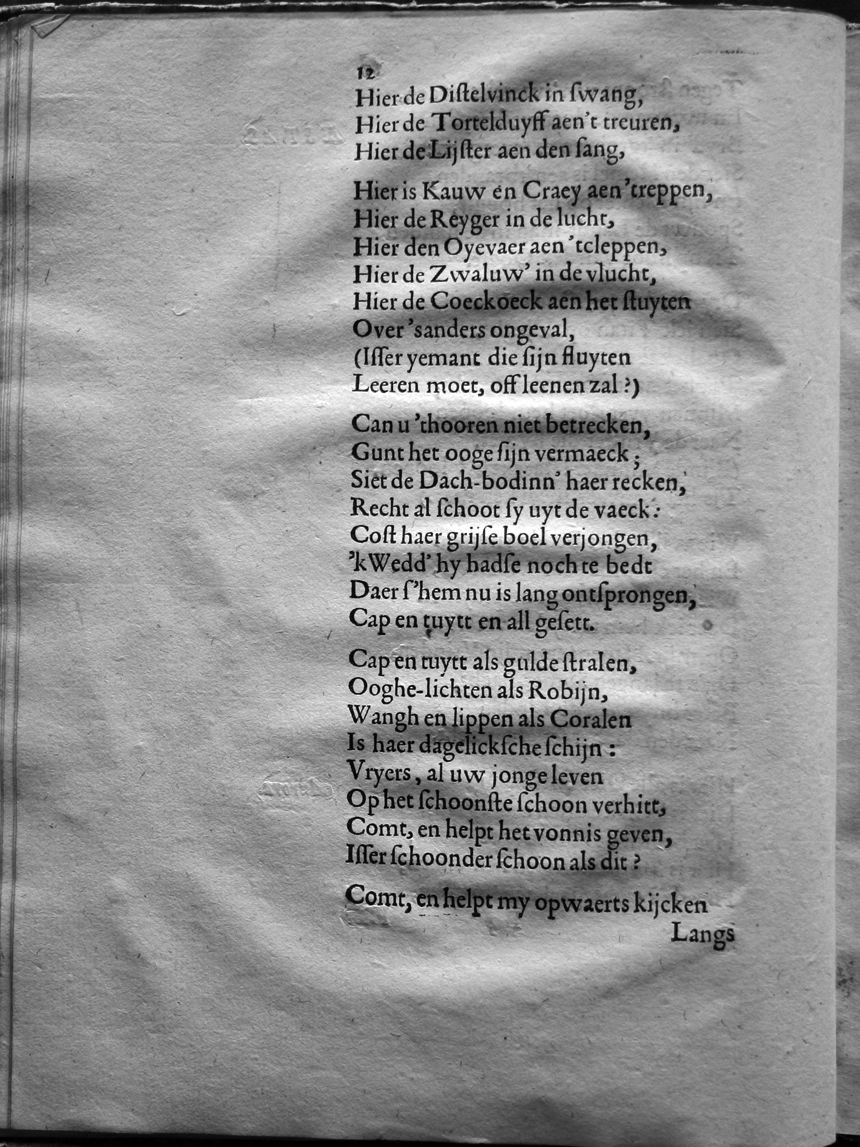 12
Hier de Diſtelvinck in ſwang,
Hier de Tortelduyff aen't treuren,
Hier de Lijſter aen den ſang,
Hier is Kauw en Craey aen 'treppen,
Hier de Reyger in de lucht,
Hier den Oyevaer aen 'tcleppen,
Hier de Zwaluw' in de vlucht,
Hier de Coeckoeck aen het ſtuyten
Over 'sanders ongeval,
(Iſſer yemant die ſijn fluyten
Leeren moet, off leenen zal?)
Can u 'thooren niet betrecken,
Gunt het ooge ſijn vermaeck;
Siet de Dach-bodinn' haer recken,
Recht al ſchoot ſy uyt de vaeck:
Coſt haer grijſe boel verjongen,
'kWedd' hy hadſe noch te bedt
Daer ſ'hem nu is lang ontſprongen,
Cap en tuytt en all geſett.
Cap en tuytt als gulde ſtralen,
Ooghe-lichten als Robijn,
Wangh en lippen als Coralen
Is haer dagelickſche ſchijn:
Vryers, al uw jonge leven
Op het ſchoonſte ſchoon verhitt,
Comt, en helpt het vonnis geven,
Iſſer ſchoonder ſchoon als dit?
Comt, en helpt my opwaerts kijcken
Langs